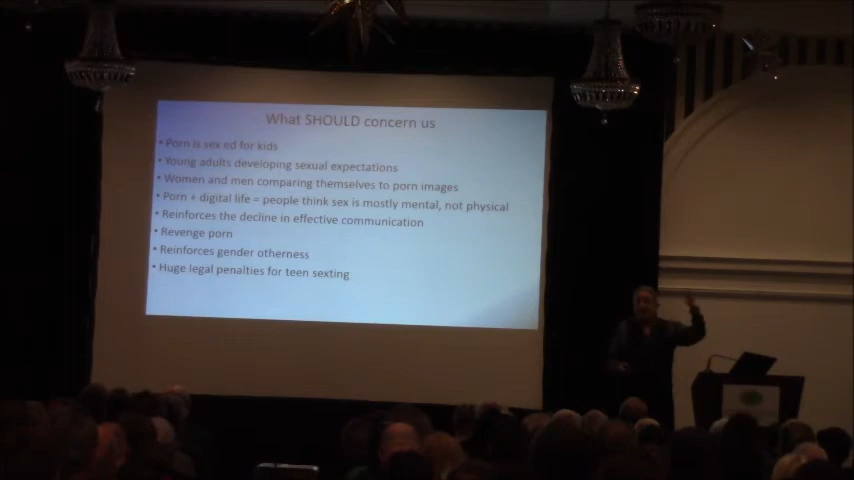 What SHOULD concern us
• Porn is sex ed for kids
• Young adults developing sexual expectations
• Women and men comparing themselves to porn images
• Porn + digital life = people think sex is mostly mental, not physical
• Reinforces the decline in effective communication
• Revenge porn
• Reinforces gender otherness
• Huge legal penalties for teen sexting